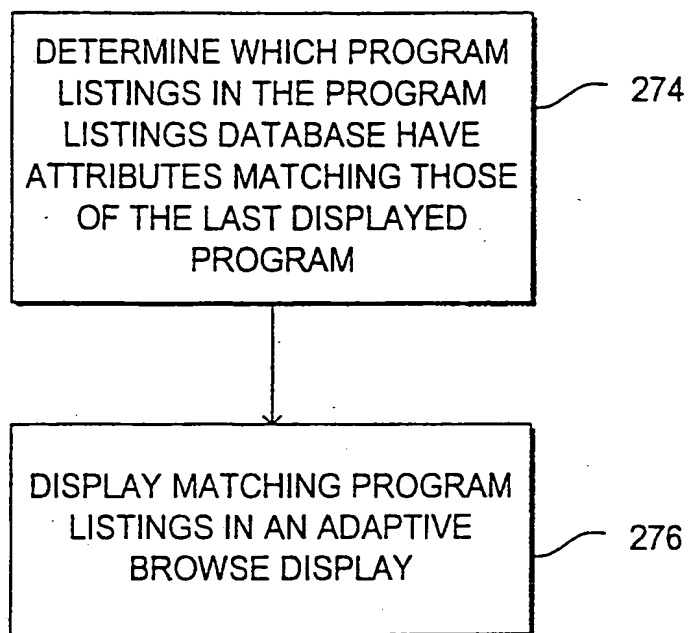 DETERMINE WHICH PROGRAM
LISTINGS IN THE PROGRAM
LISTINGS DATABASE HAVE
ATTRIBUTES MATCHING THOSE
OF THE LAST DISPLAYED
PROGRAM
274
DISPLAY MATCHING PROGRAM
LISTINGS IN AN ADAPTIVE
BROWSE DISPLAY
276